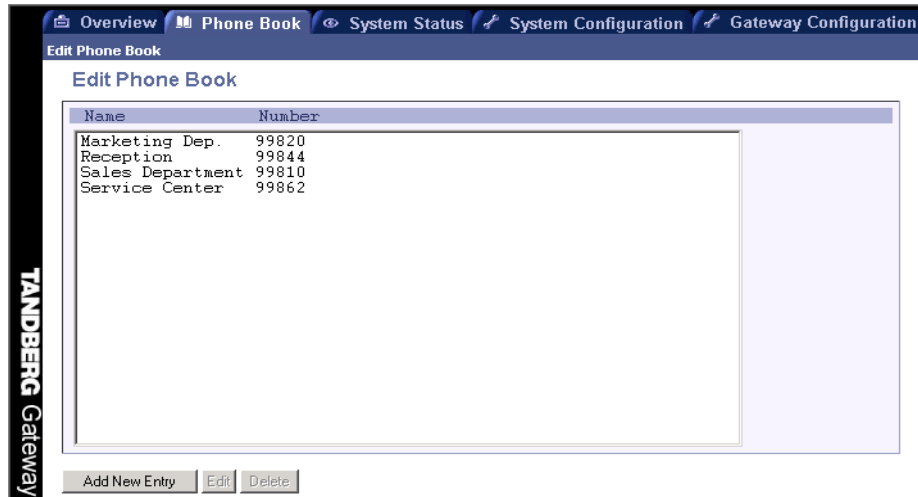 Overview Phone Book System Status System Configuration Gateway Configuration
Edit Phone Book
Edit Phone Book
Name Number
Marketing Dep. 99820
Reception 99844
Sales Department 99810
Service Center 99862
Add New Entry Edit Delete
TANDBERG Gateway